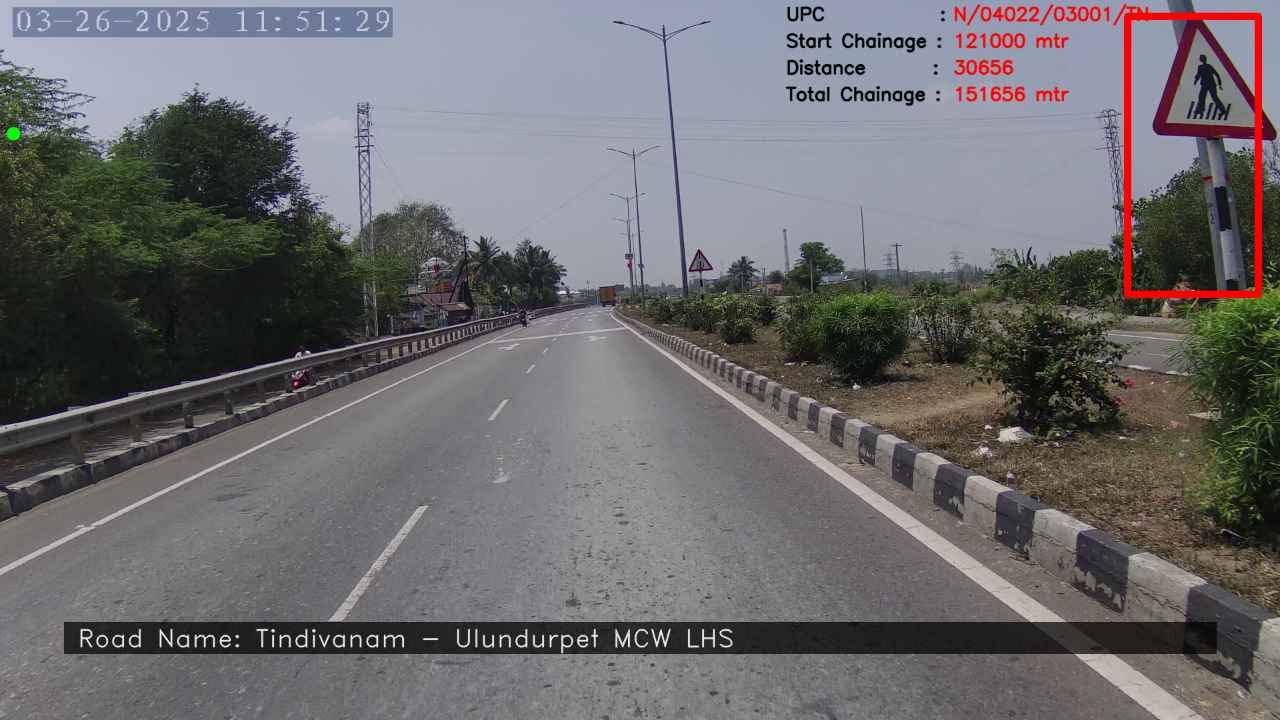 03-26-2025 11:51:29
UPC : N/04022/03001/TN
Start Chainage : 121000 mtr
Distance : 30656
Total Chainage : 151656 mtr
Road Name: Tindivanam - Ulundurpet MCW LHS